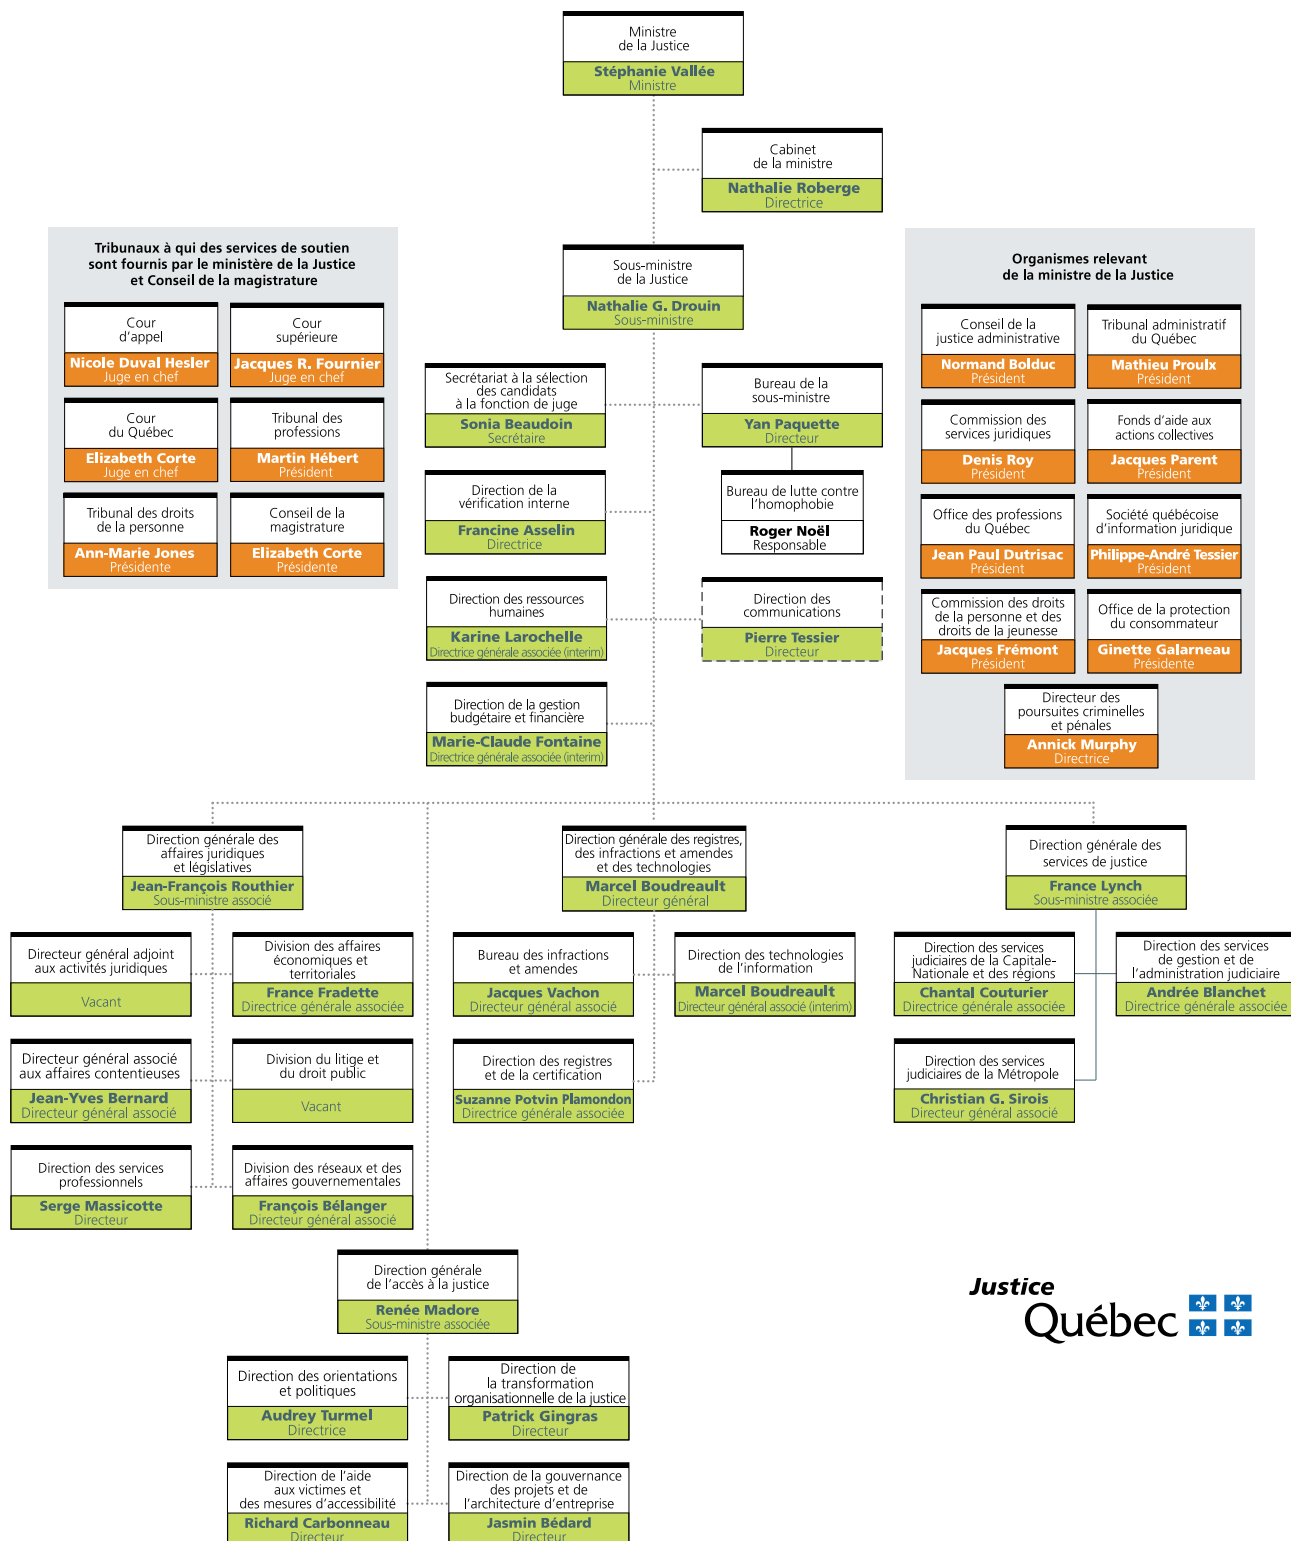 Ministre
de la Justice
Stéphanie Vallée
Ministre
Cabinet
de la ministre
Nathalie Roberge
Directrice
Sous-ministre
de la Justice
Nathalie G. Drouin
Sous-ministre
Tribunaux à qui des services de soutien
sont fournis par le ministère de la Justice
et Conseil de la magistrature
Cour
d'appel
Nicole Duval Hesler
Juge en chef
Cour
supérieure
Jacques R. Fournier
Juge en chef
Cour
du Québec
Elizabeth Corte
Juge en chef
Tribunal des
professions
Martin Hébert
Président
Tribunal des droits
de la personne
Ann-Marie Jones
Présidente
Conseil de la
magistrature
Elizabeth Corte
Présidente
Secrétariat à la sélection
des candidats
à la fonction de juge
Sonia Beaudoin
Secrétaire
Bureau de la
sous-ministre
Yan Paquette
Directeur
Direction de la
vérification interne
Francine Asselin
Directrice
Bureau de lutte contre
l'homophobie
Roger Noël
Responsable
Direction des ressources
humaines
Karine Larochelle
Directrice générale associée (interim)
Direction des
communications
Pierre Tessier
Directeur
Direction de la gestion
budgétaire et financière
Marie-Claude Fontaine
Directrice générale associée (interim)
Organismes relevant
de la ministre de la Justice
Conseil de la
justice administrative
Normand Bolduc
Président
Tribunal administratif
du Québec
Mathieu Proulx
Président
Commission des
services juridiques
Denis Roy
Président
Fonds d'aide aux
actions collectives
Jacques Parent
Président
Office des professions
du Québec
Jean Paul Dutrisac
Président
Société québécoise
d'information juridique
Philippe-André Tessier
Président
Commission des droits
de la personne et des
droits de la jeunesse
Jacques Frémont
Président
Office de la protection
du consommateur
Ginette Galarneau
Présidente
Directeur des
poursuites criminelles
et pénales
Annick Murphy
Directrice
Direction générale des
affaires juridiques
et législatives
Jean-François Routhier
Sous-ministre associé
Direction générale des registres,
des infractions et amendes
et des technologies
Marcel Boudreault
Directeur général
Direction générale des
services de justice
France Lynch
Sous-ministre associée
Directeur général adjoint
aux activités juridiques
Vacant
Division des affaires
économiques et
territoriales
France Fradette
Directrice générale associée
Directeur général associé
aux affaires contentieuses
Jean-Yves Bernard
Directeur général associé
Division du litige et
du droit public
Vacant
Direction des services
professionnels
Serge Massicotte
Directeur
Division des réseaux et des
affaires gouvernementales
François Bélanger
Directeur général associé
Bureau des infractions
et amendes
Jacques Vachon
Directeur général associé
Direction des technologies
de l'information
Marcel Boudreault
Directeur général associé (interim)
Direction des registres
et de la certification
Suzanne Potvin Plamondon
Directrice générale associée
Direction des services
judiciaires de la Capitale-
Nationale et des régions
Chantal Couturier
Directrice générale associée
Direction des services
de gestion et de
l'administration judiciaire
Andrée Blanchet
Directrice générale associée
Direction des services
judiciaires de la Métropole
Christian G. Sirois
Directeur général associé
Direction générale
de l'accès à la justice
Renée Madore
Sous-ministre associée
Direction des orientations
et politiques
Audrey Turmel
Directrice
Direction de
la transformation
organisationnelle de la justice
Patrick Gingras
Directeur
Direction de l'aide
aux victimes et
des mesures d'accessibilité
Richard Carbonneau
Directeur
Direction de la gouvernance
des projets et de
l'architecture d'entreprise
Jasmin Bédard
Directeur
Justice
Québec